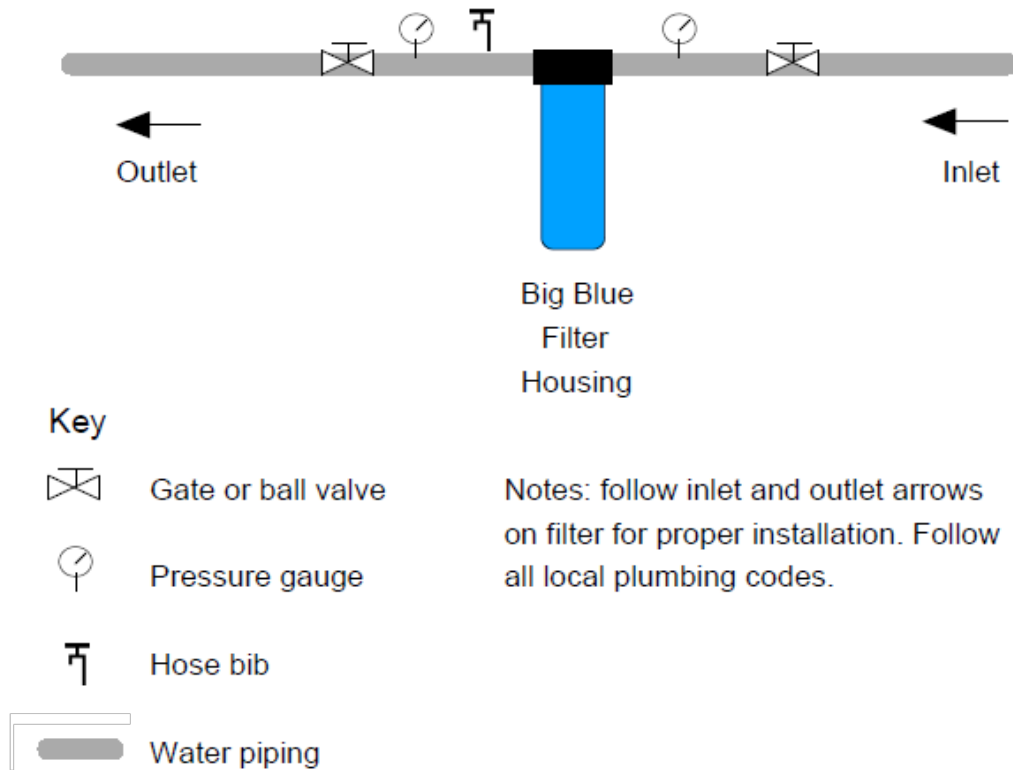 Outlet
Inlet
Big Blue
Filter
Housing
Key
Gate or ball valve
Pressure gauge
Hose bib
Water piping
Notes: follow inlet and outlet arrows
on filter for proper installation. Follow
all local plumbing codes.